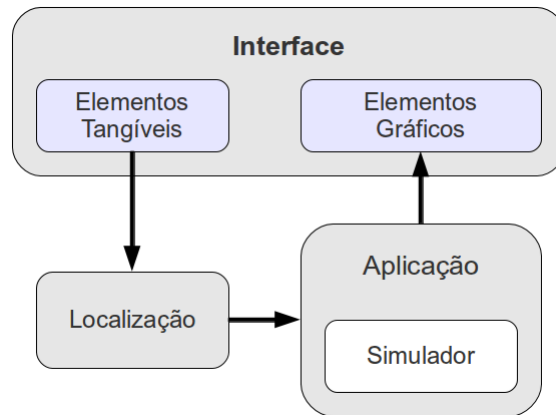 Interface
Elementos
Tangíveis
Elementos
Gráficos
Localização
Aplicação
Simulador